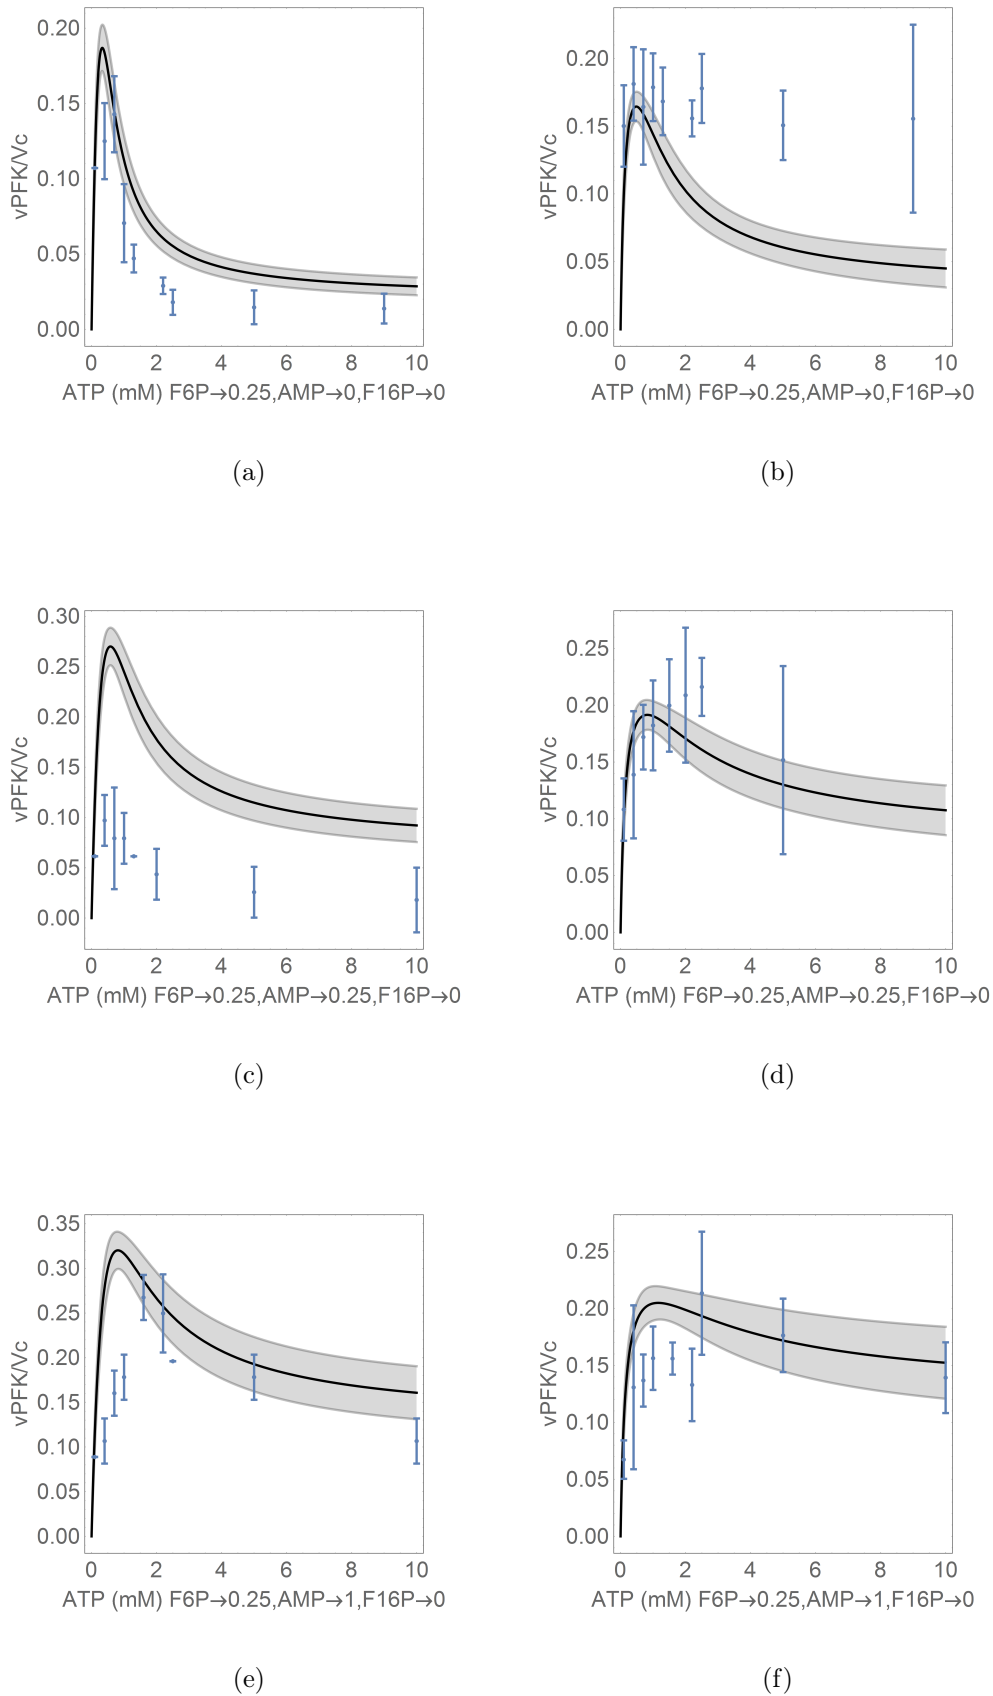 0.20
0.15
0.10
0.05
0.00
vPFK/Vc
0 2 4 6 8 10
ATP (mM) F6P→0.25,AMP→0,F16P→0
(a)
0.20
0.15
0.10
0.05
0.00
vPFK/Vc
0 2 4 6 8 10
ATP (mM) F6P→0.25,AMP→0,F16P→0
(b)
0.30
0.25
0.20
0.15
0.10
0.05
0.00
vPFK/Vc
0 2 4 6 8 10
ATP (mM) F6P→0.25,AMP→0.25,F16P→0
(c)
0.25
0.20
0.15
0.10
0.05
0.00
vPFK/Vc
0 2 4 6 8 10
ATP (mM) F6P→0.25,AMP→0.25,F16P→0
(d)
0.35
0.30
0.25
0.20
0.15
0.10
0.05
0.00
vPFK/Vc
0 2 4 6 8 10
ATP (mM) F6P→0.25,AMP→1,F16P→0
(e)
0.25
0.20
0.15
0.10
0.05
0.00
vPFK/Vc
0 2 4 6 8 10
ATP (mM) F6P→0.25,AMP→1,F16P→0
(f)